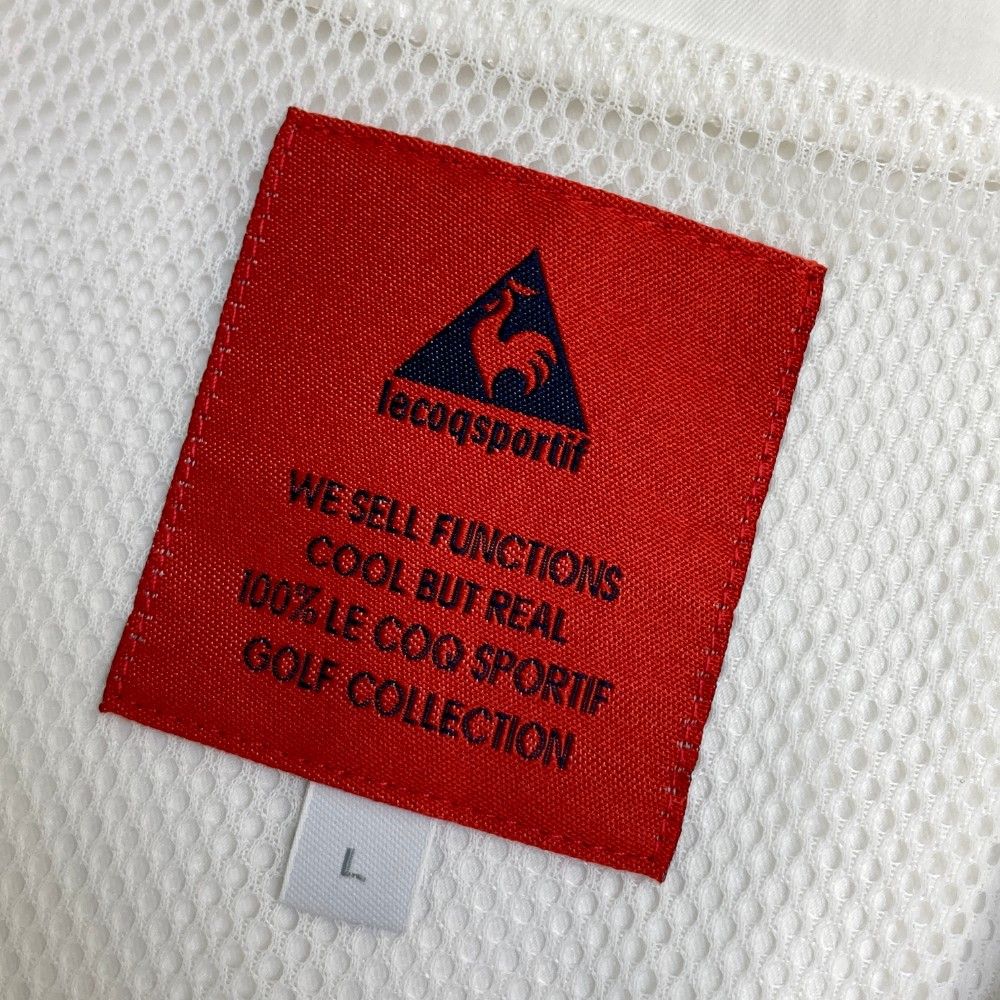 lecoqsportif
WE SELL FUNCTIONS
COOL BUT REAL
100% LE COQ SPORTIF
GOLF COLLECTION
L